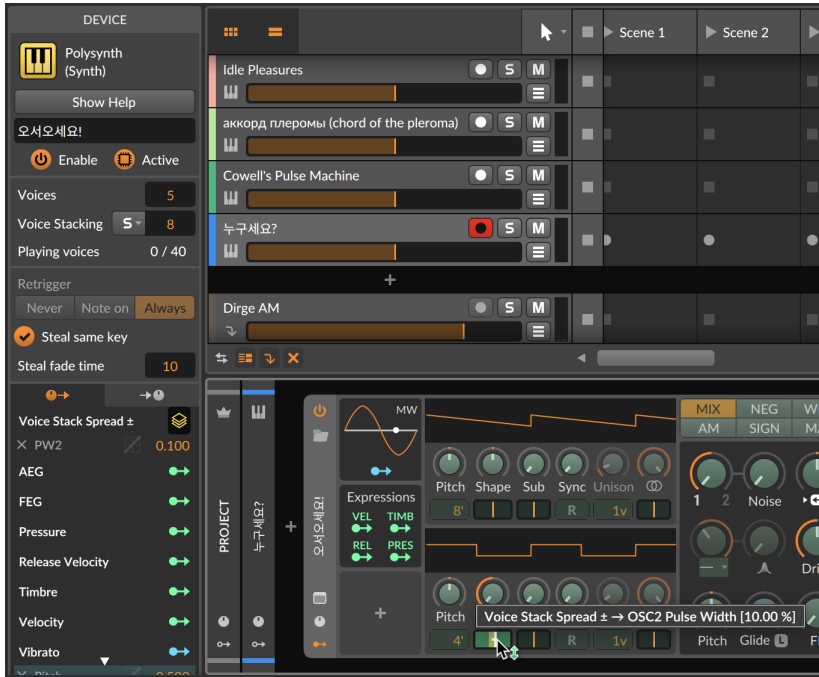 DEVICE
Polysynth
(Synth)
Show Help
오서오세요!
Enable
Active
Voices 5
Voice Stacking S 8
Playing voices 0 / 40
Retrigger
Never Note on Always
Steal same key
Steal fade time 10
Voice Stack Spread ±
PW2 0.100
AEG
FEG
Pressure
Release Velocity
Timbre
Velocity
Vibrato
Scene 1 Scene 2
Idle Pleasures S M
аккорд плеромы (chord of the pleroma) S M
Cowell's Pulse Machine S M
누구세요? S M
+
Dirge AM S M
PROJECT
누구세요?
+
오서오세요!
MW
Expressions
VEL TIMB
REL PRES
+
Pitch Shape Sub Sync Unison
8' R 1v
Pitch
Voice Stack Spread ± → OSC2 Pulse Width [10.00 %]
4' R 1v
MIX NEG
AM SIGN
1 2 Noise
Pitch Glide L